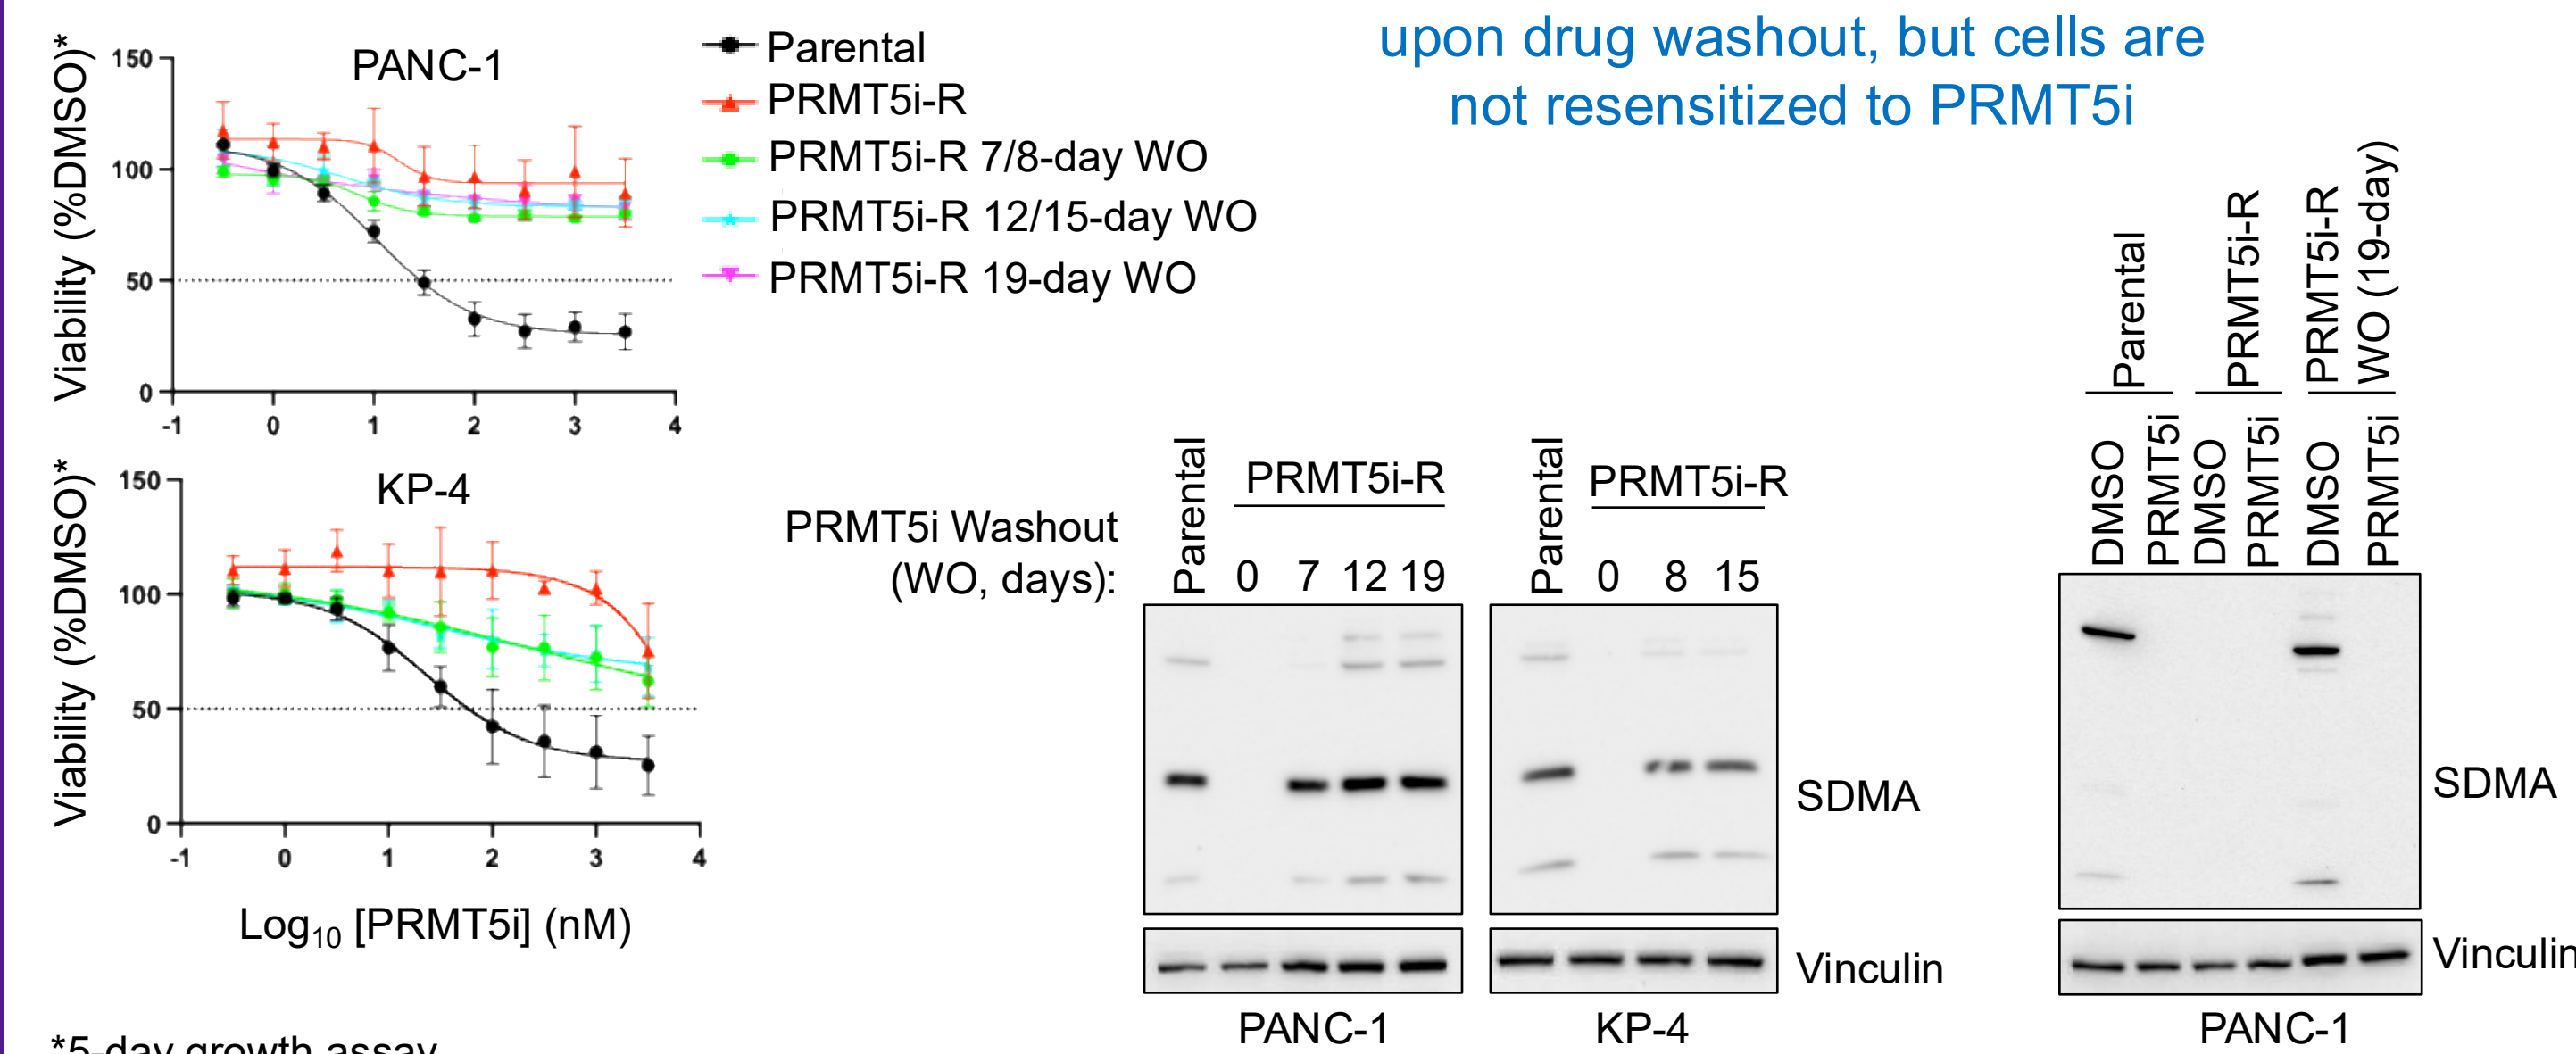 upon drug washout, but cells are
not resensitized to PRMT5i
PANC-1
Viability (%DMSO)*
150
100
50
0
-1
0
1
2
3
4
Parental
PRMT5i-R
PRMT5i-R 7/8-day WO
PRMT5i-R 12/15-day WO
PRMT5i-R 19-day WO
KP-4
Viability (%DMSO)*
150
100
50
0
-1
0
1
2
3
4
Log10 [PRMT5i] (nM)
*5-day growth assay
PRMT5i Washout
(WO, days):
Parental
PRMT5i-R
0 7 12 19
Parental
PRMT5i-R
0 8 15
SDMA
Vinculin
PANC-1
KP-4
Parental
PRMT5i-R
PRMT5i-R
WO (19-day)
DMSO
PRMT5i
DMSO
PRMT5i
DMSO
PRMT5i
SDMA
Vinculin
PANC-1